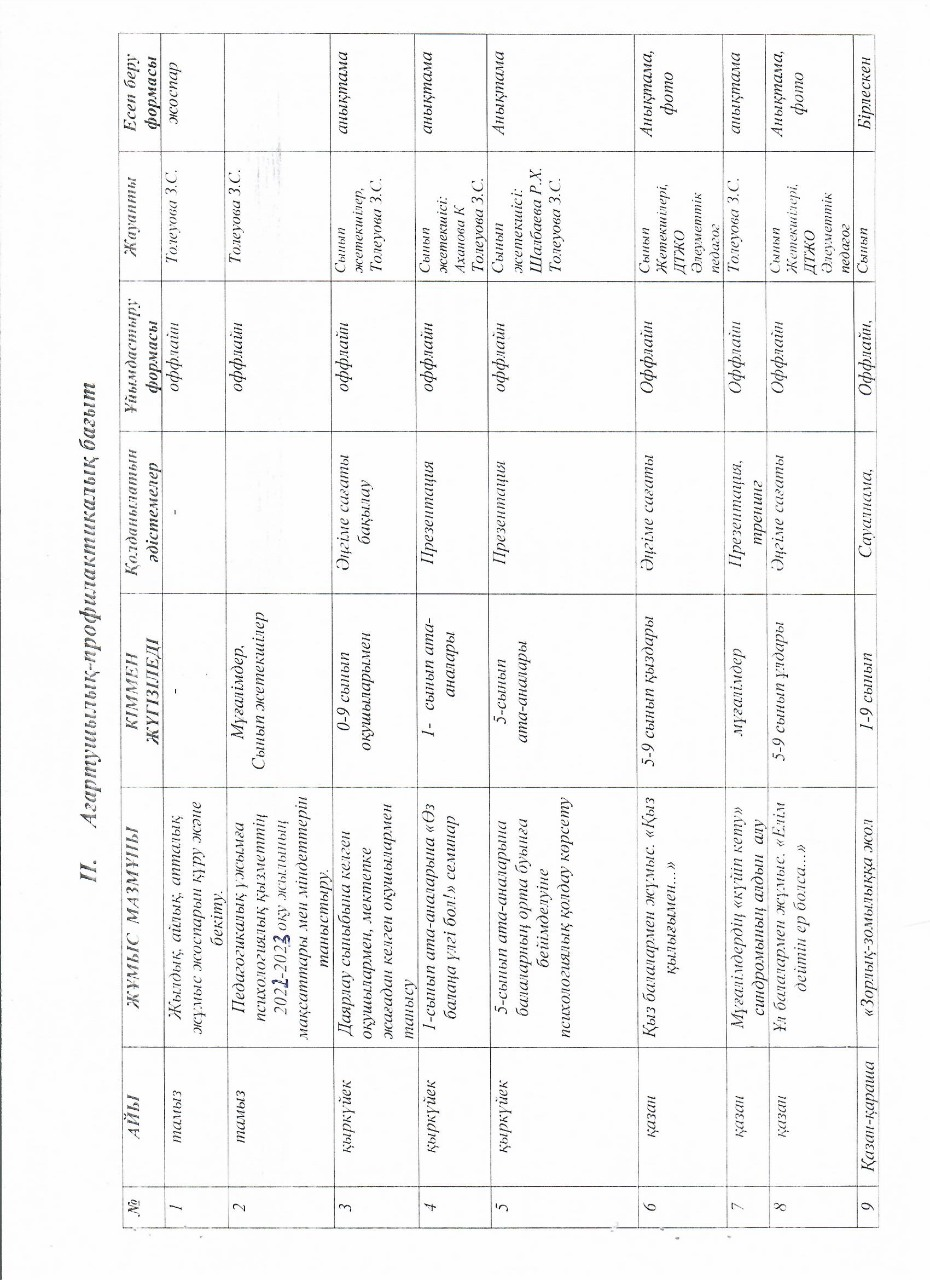 II. Ағартушылық-профилактикалық бағыт
№
АЙЫ
ЖҰМЫС МАЗМҰНЫ
КІММЕН
ЖҮГІЗІЛЕДІ
Қолданылатын
әдістемелер
Ұйымдастыру
формасы
Жауапты
Есеп беру
формасы
1
тамыз
Жылдық, айлық, апталық
жұмыс жоспарын құру және
бекіту.
-
-
оффлайн
Толеуова З.С.
жоспар
2
тамыз
Педагогикалық ұжымға
психологиялық қызметтің
2022-2023 оқу жылының
мақсаттары мен міндеттерін
таныстыру.
Мұғалімдер,
Сынып жетекшілер
оффлайн
Толеуова З.С.
3
қыркүйек
Даярлау сыныбына келген
оқушылармен, мектепке
жағадан келген оқушылармен
танысу
0-9 сынып
оқушыларымен
Әңгіме сағаты
бақылау
оффлайн
Сынып
жетекшілер,
Толеуова З.С.
анықтама
4
қыркүйек
1-сынып ата-аналарына «Өз
балаңа үлгі бол!» семинар
1- сынып ата-
аналары
Презентация
оффлайн
Сынып
жетекшісі:
Аханова К
Толеуова З.С.
анықтама
5
қыркүйек
5-сынып ата-аналарына
балаларның орта буынға
бейімделуіне
психологиялық қолдау көрсету
5-сынып
ата-аналары
Презентация
оффлайн
Сынып
жетекшісі:
Шалбаева Р.Х.
Толеуова З.С.
Анықтама
6
қазан
Қыз балалармен жұмыс. «Қыз
қылығымен...»
5-9 сынып қыздары
Әңгіме сағаты
Оффлайн
Сынып
Жетекшілері,
ДТЖО
Әлеуметтік
педагог
Анықтама,
фото
7
қазан
Мұғалімдердің «күйіп кету»
синдромының алдын алу
мұғалімдер
Презентация,
тренинг
Оффлайн
Толеуова З.С.
анықтама
8
қазан
Ұл балалармен жұмыс. «Елім
дейтін ер болса...»
5-9 сынып ұлдары
Әңгіме сағаты
Оффлайн
Сынып
Жетекшілері,
ДТЖО
Әлеуметтік
педагог
Анықтама,
фото
9
Қазан-қараша
«Зорлық-зомылыққа жол
1-9 сынып
Сауалнама,
Оффлайн,
Сынып
Бірлескен